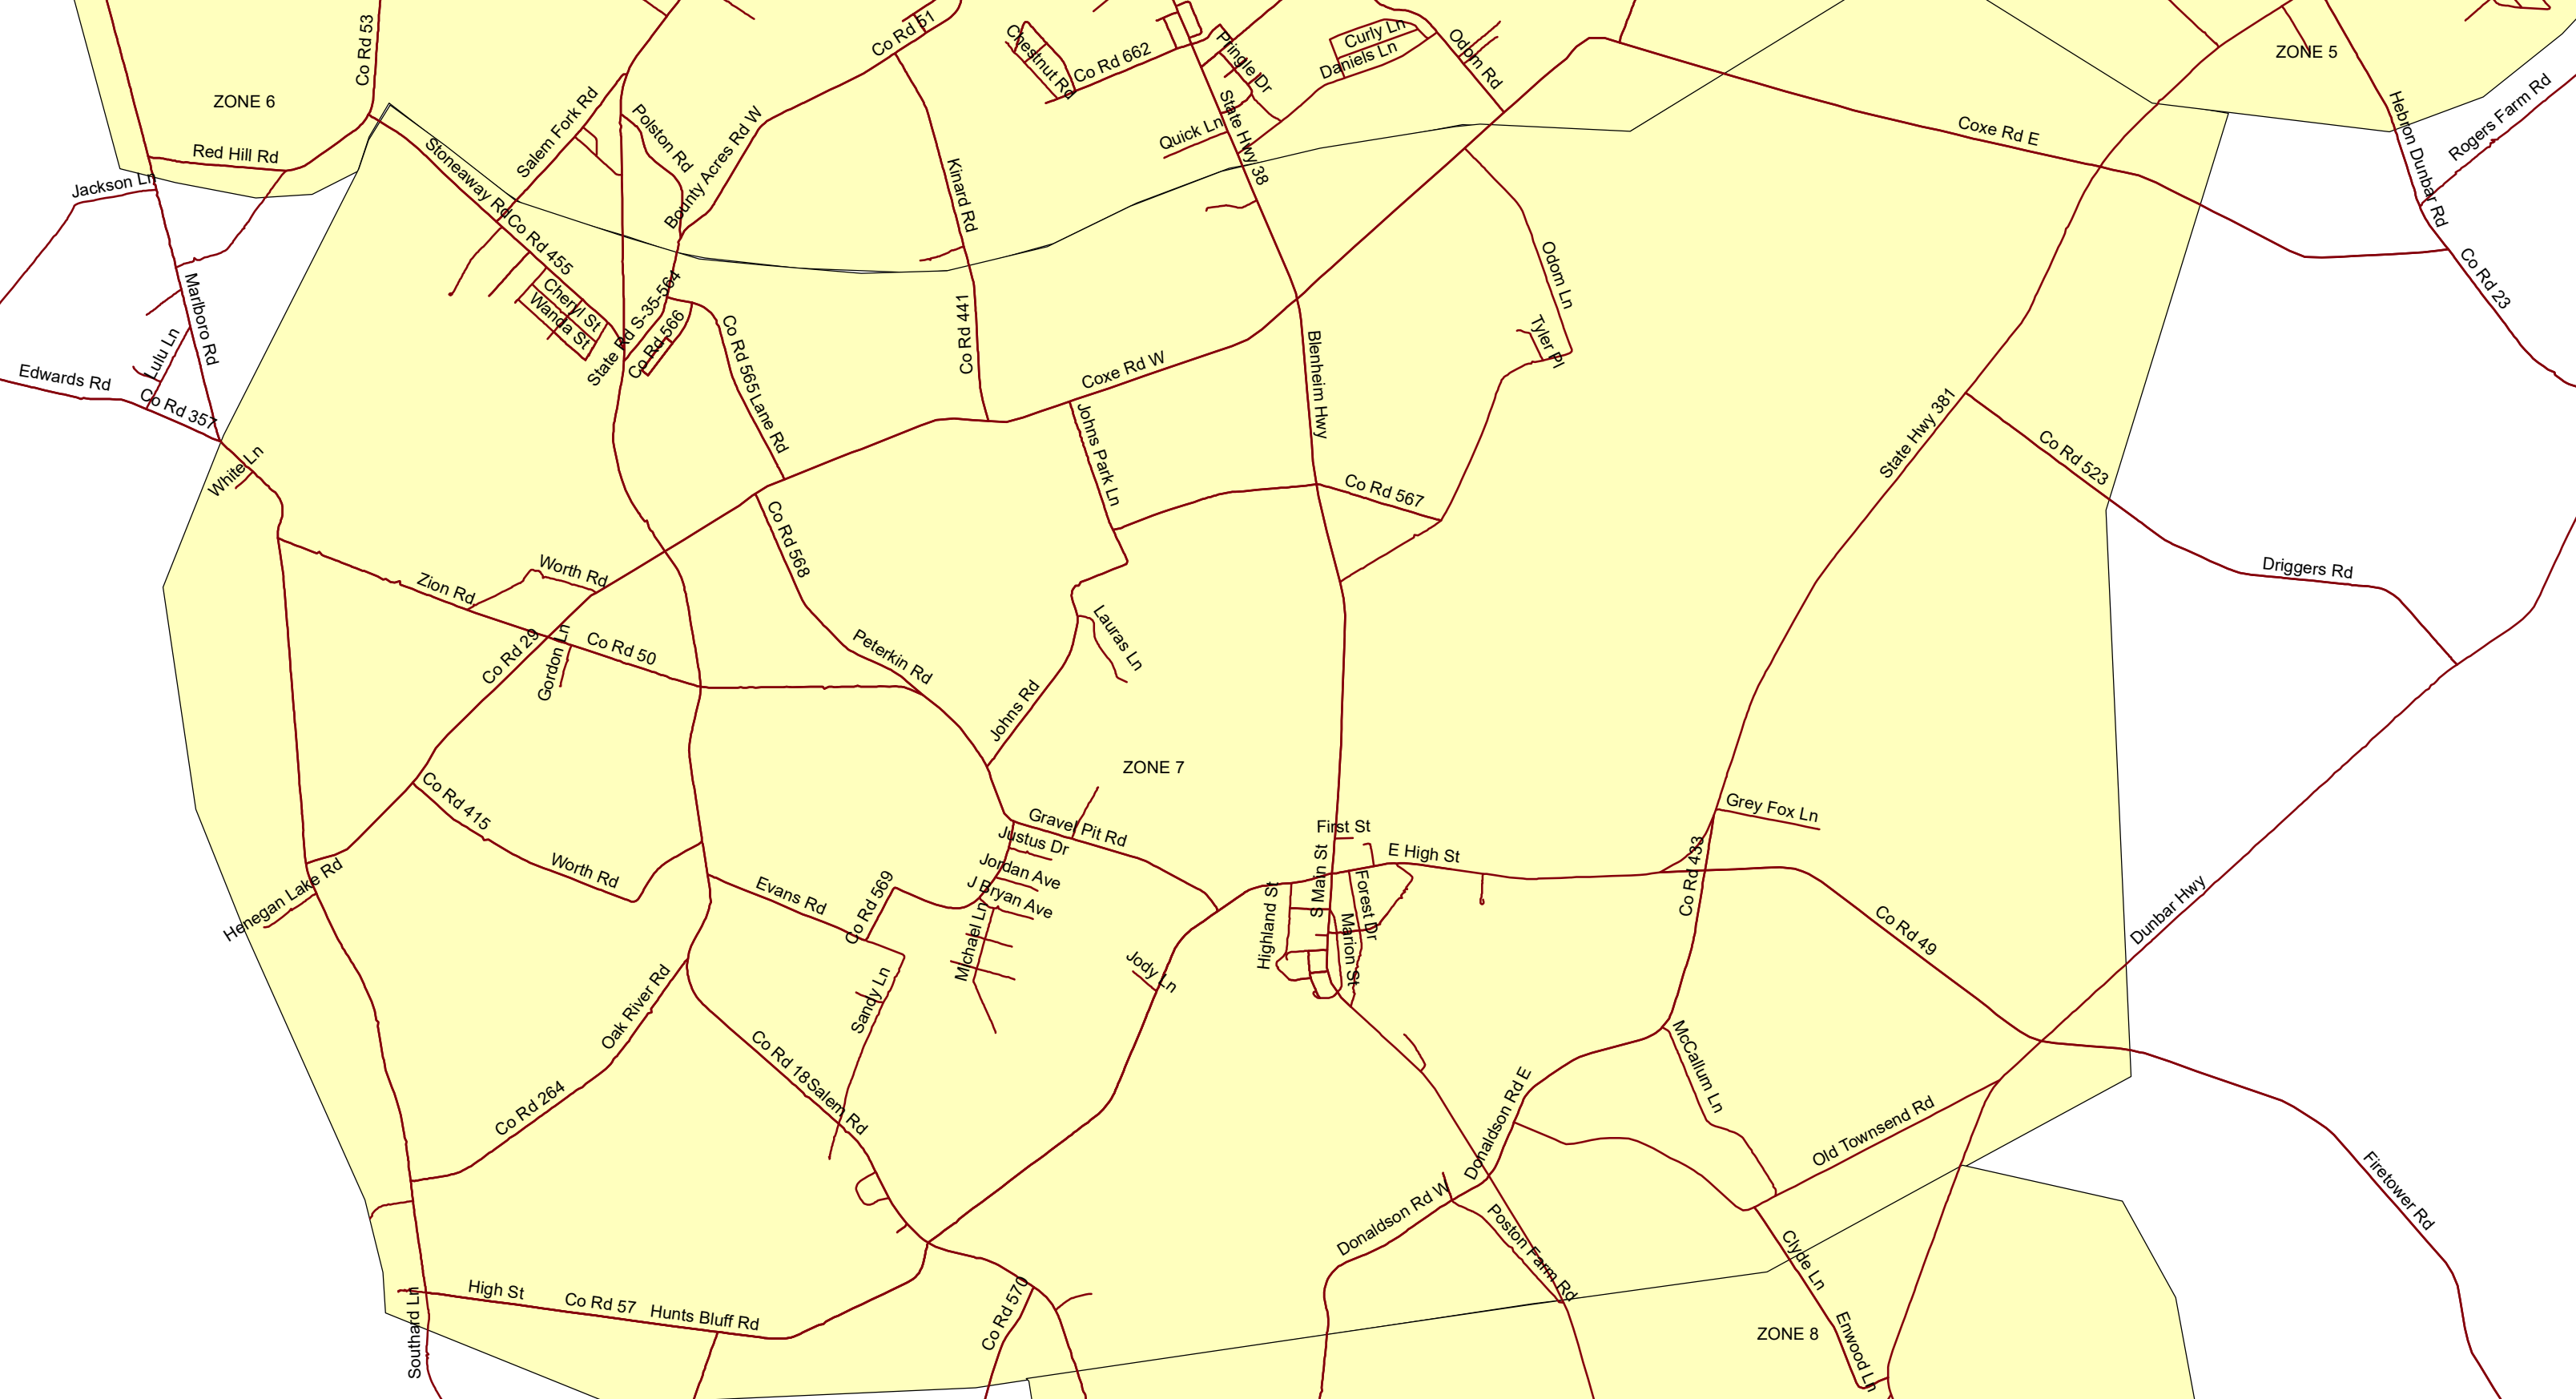 Co Rd 53
Co Rd 51
Chestnut Rd
Co Rd 662
Pringle Dr
Curly Ln
Daniels Ln
Odom Rd
ZONE 5
ZONE 6
Hebron Dunbar Rd
Rogers Farm Rd
Salem Fork Rd
Polston Rd
Bounty Acres Rd W
State Hwy 38
Quick Ln
Coxe Rd E
Red Hill Rd
Stoneaway Rd
Jackson Ln
Kinard Rd
Co Rd 455
Odom Ln
Co Rd 23
Marlboro Rd
Cheryl St
Wanda St
State Rd S-35-564
Co Rd 566
Co Rd 441
Tyler Pl
Lulu Ln
Co Rd 565
Blenheim Hwy
Edwards Rd
Coxe Rd W
Co Rd 357
Lane Rd
Johns Park Ln
State Hwy 381
Co Rd 523
White Ln
Co Rd 567
Co Rd 568
Worth Rd
Zion Rd
Driggers Rd
Co Rd 29
Gordon Ln
Co Rd 50
Lauras Ln
Peterkin Rd
Johns Rd
ZONE 7
Co Rd 415
Gravel Pit Rd
Grey Fox Ln
First St
Justus Dr
E High St
Co Rd 433
Jordan Ave
Worth Rd
Evans Rd
Co Rd 569
J Bryan Ave
S Main St
Forest Dr
Henegan Lake Rd
Highland St
Marion St
Co Rd 49
Dunbar Hwy
Michael Ln
Jody Ln
Sandy Ln
Oak River Rd
Co Rd 18
Salem Rd
McCallum Ln
Co Rd 264
Donaldson Rd E
Old Townsend Rd
Firetower Rd
Donaldson Rd W
Poston Farm Rd
Clyde Ln
Southard Ln
High St
Co Rd 57
Hunts Bluff Rd
Co Rd 570
ZONE 8
Enwood Ln